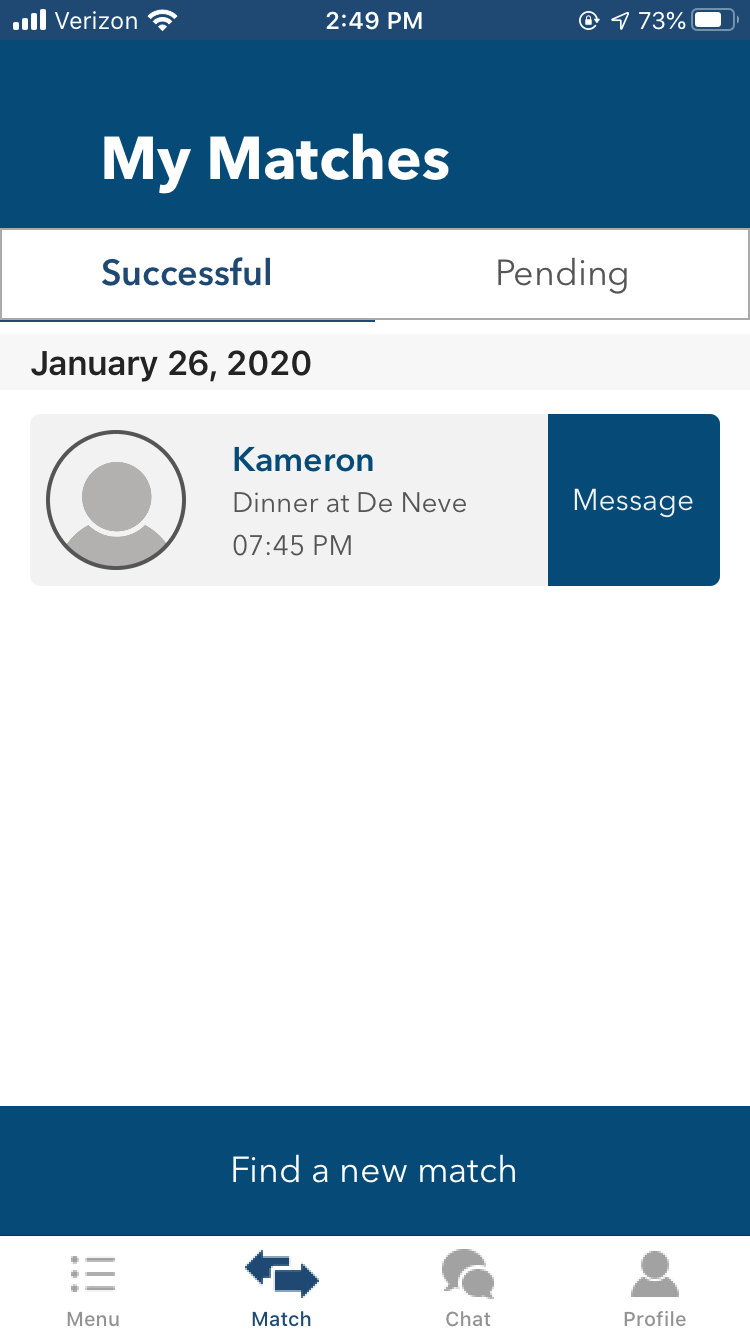 Verizon 2:49 PM 73%
My Matches
Successful Pending
January 26, 2020
Kameron
Dinner at De Neve
07:45 PM
Message
Find a new match
Menu Match Chat Profile